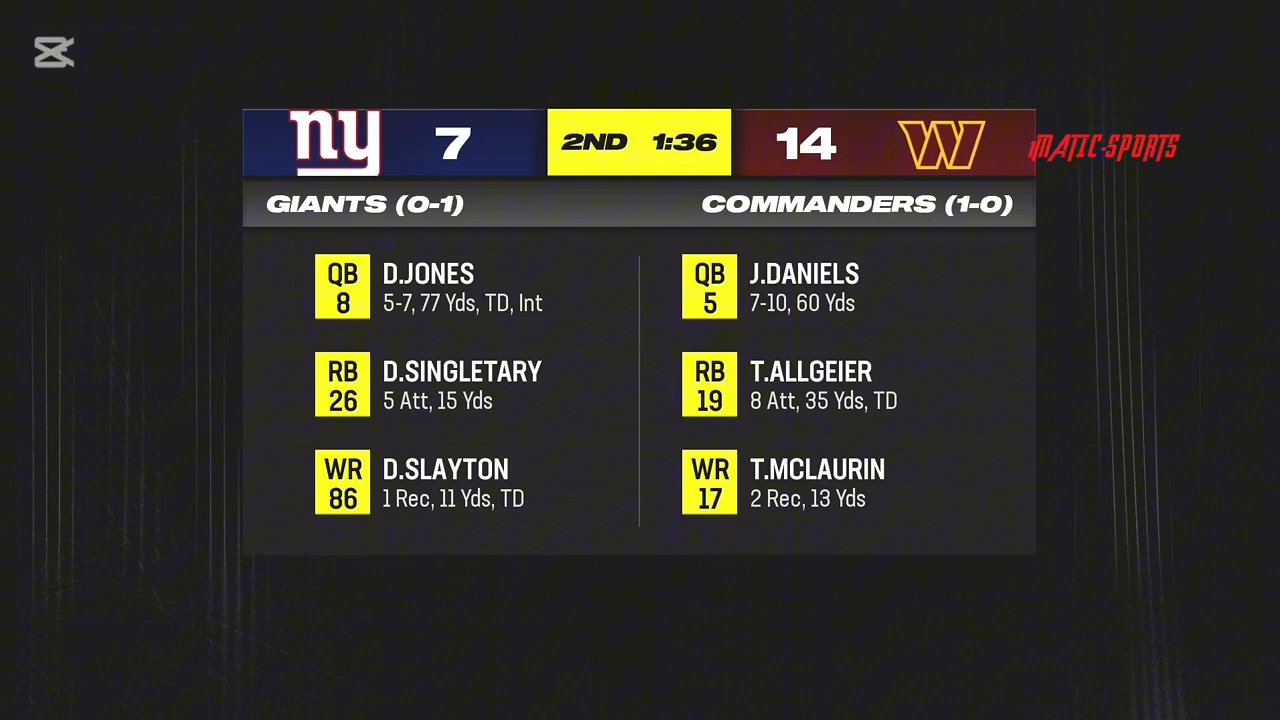 ny 7 2ND 1:36 14 W
MATIC-SPORTS
GIANTS (0-1) COMMANDERS (1-0)
QB 8 D.JONES
5-7, 77 Yds, TD, Int
RB 26 D.SINGLETARY
5 Att, 15 Yds
WR 86 D.SLAYTON
1 Rec, 11 Yds, TD
QB 5 J.DANIELS
7-10, 60 Yds
RB 19 T.ALLGEIER
8 Att, 35 Yds, TD
WR 17 T.MCLAURIN
2 Rec, 13 Yds